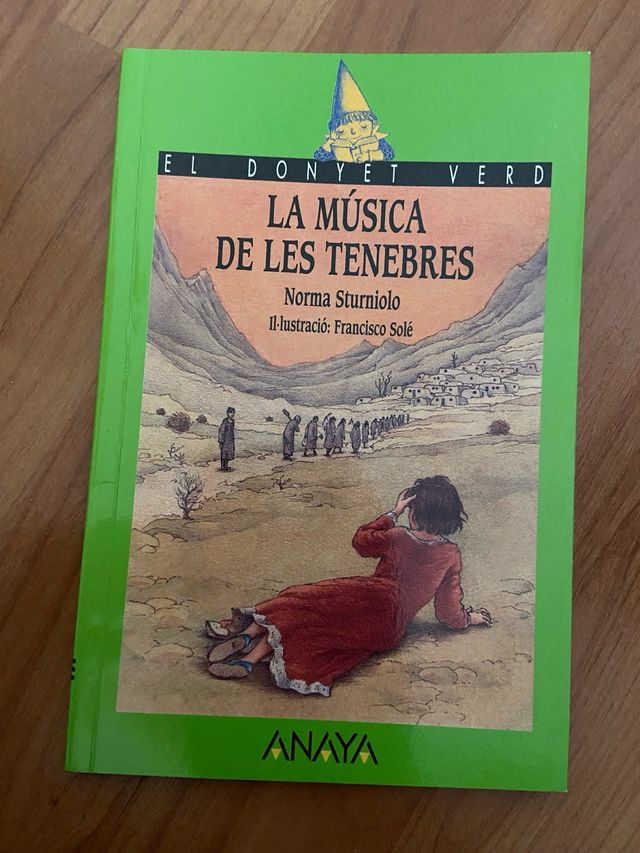 EL DONYET VERD
LA MÚSICA
DE LES TENEBRES
Norma Sturniolo
Il·lustració: Francisco Solé
ANAYA